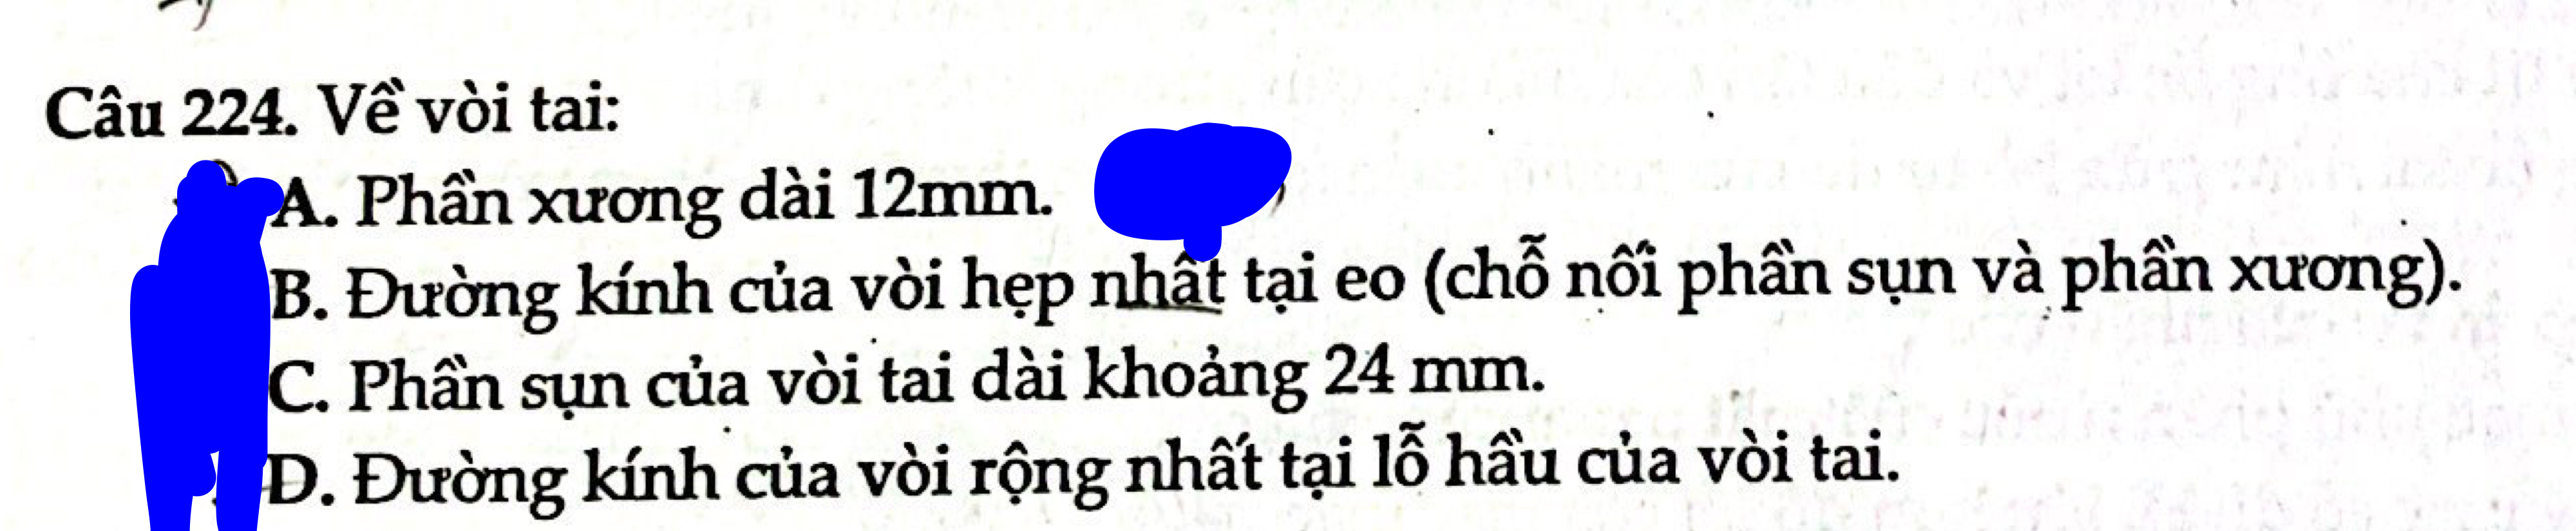 Câu 224. Về vòi tai:
A. Phần xương dài 12mm.
B. Đường kính của vòi hẹp nhất tại eo (chỗ nối phần sụn và phần xương).
C. Phần sụn của vòi tai dài khoảng 24 mm.
D. Đường kính của vòi rộng nhất tại lỗ hầu của vòi tai.